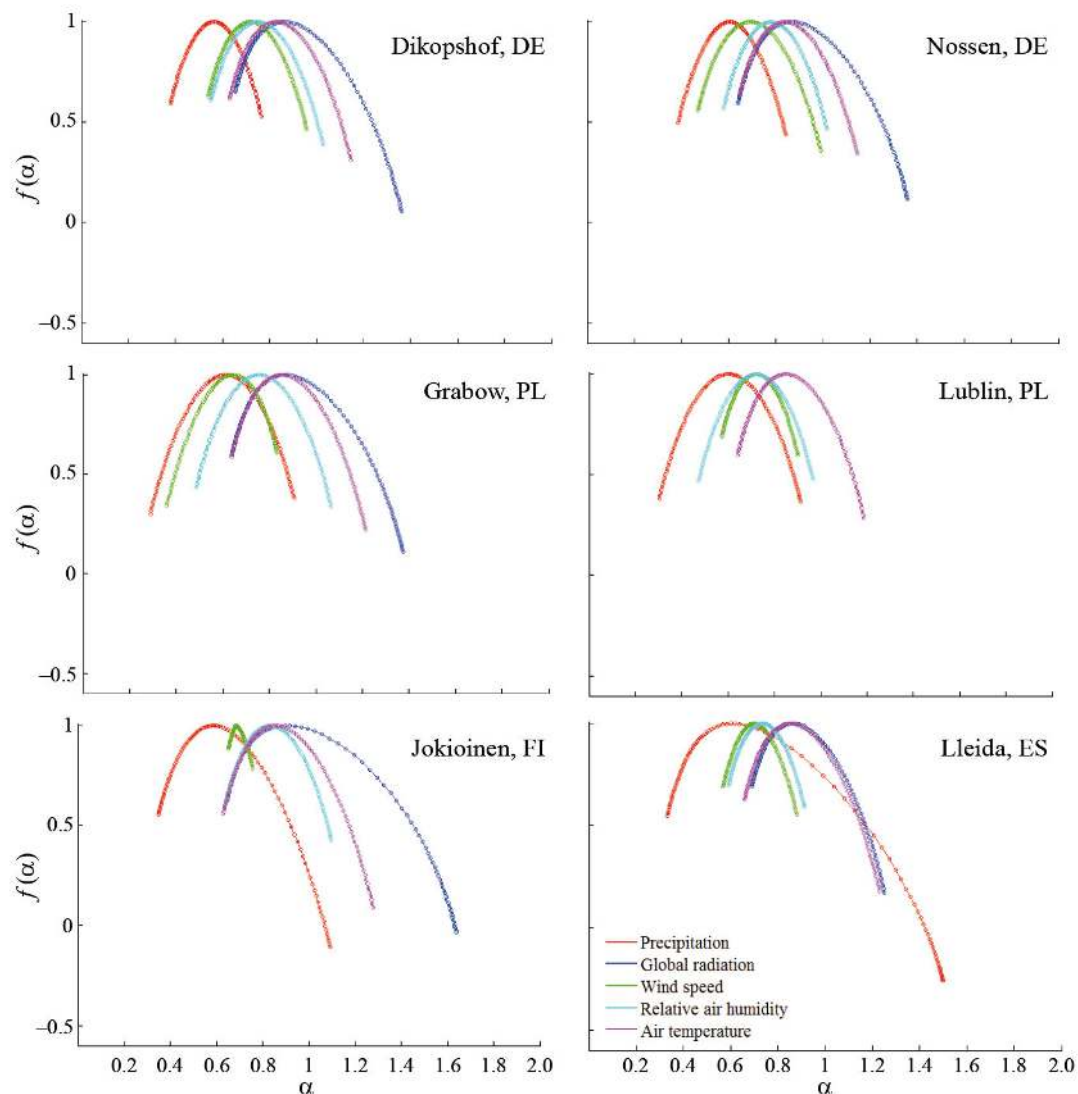 1
Dikopshof, DE
0.5
f(α)
0
−0.5
Nossen, DE
1
Grabow, PL
0.5
f(α)
0
−0.5
Lublin, PL
1
Jokioinen, FI
0.5
f(α)
0
−0.5
0.2 0.4 0.6 0.8 1 1.2 1.4 1.6 1.8 2.0
α
Lleida, ES
Precipitation
Global radiation
Wind speed
Relative air humidity
Air temperature
0.2 0.4 0.6 0.8 1 1.2 1.4 1.6 1.8 2.0
α